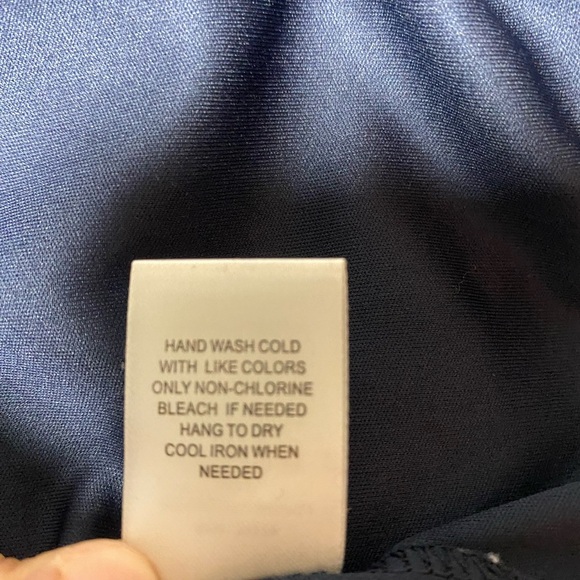 HAND WASH COLD
WITH LIKE COLORS
ONLY NON-CHLORINE
BLEACH IF NEEDED
HANG TO DRY
COOL IRON WHEN
NEEDED